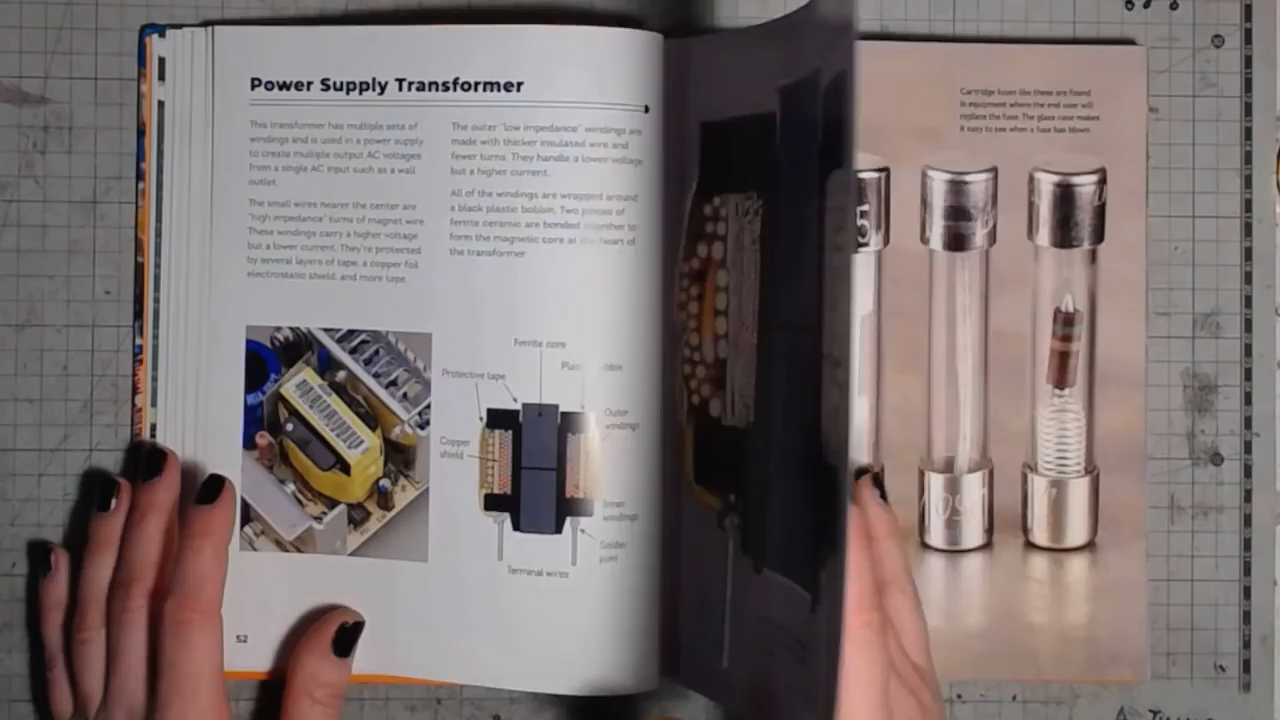 Power Supply Transformer
This transformer has multiple sets of
windings and is used in a power supply
to create multiple output AC voltages
from a single AC input such as a wall
outlet.
The small wires nearer the center are
"high impedance" turns of magnet wire.
These windings carry a higher voltage
but a lower current. They're protected
by several layers of tape, a copper foil
electrostatic shield, and more tape.
The outer "low impedance" windings are
made with thicker insulated wire and
fewer turns. They handle a lower voltage
but a higher current.
All of the windings are wrapped around
a black plastic bobbin. Two pieces of
ferrite ceramic are bonded together to
form the magnetic core at the heart of
the transformer.
Ferrite core
Protective tape
Outer
windings
Copper
shield
Inner
windings
Solder
joint
Terminal wires
52
Cartridge fuses like these are found
in equipment where the end user will
replace the fuse. The glass case makes
it easy to see when a fuse has blown.
5